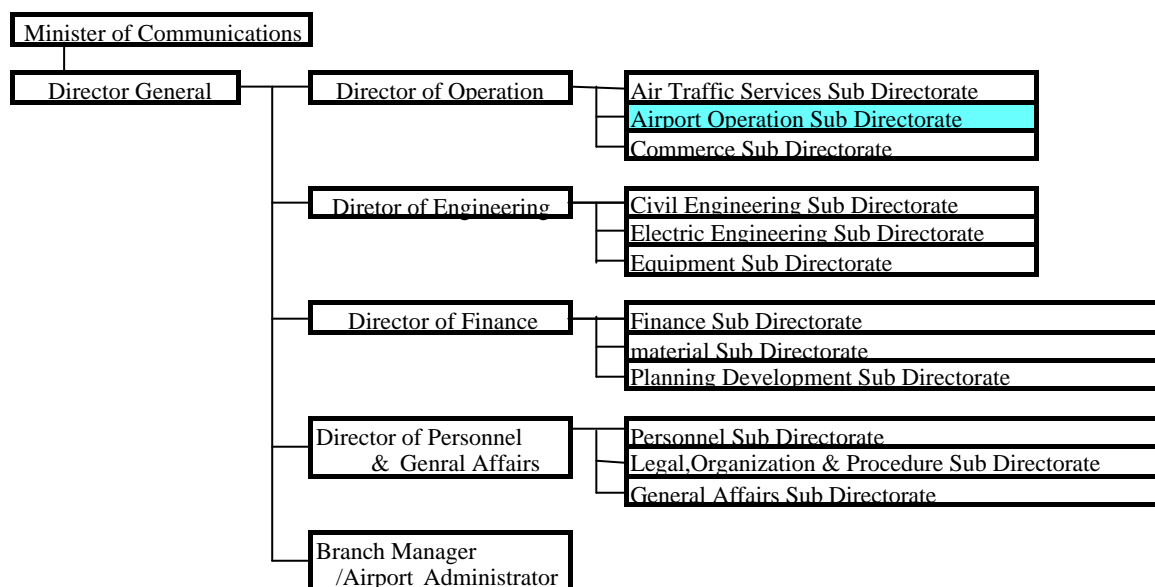 Minister of Communications
Director General
Director of Operation
Air Traffic Services Sub Directorate
Airport Operation Sub Directorate
Commerce Sub Directorate
Diretor of Engineering
Civil Engineering Sub Directorate
Electric Engineering Sub Directorate
Equipment Sub Directorate
Director of Finance
Finance Sub Directorate
material Sub Directorate
Planning Development Sub Directorate
Director of Personnel
& Genral Affairs
Personnel Sub Directorate
Legal,Organization & Procedure Sub Directorate
General Affairs Sub Directorate
Branch Manager
/Airport Administrator